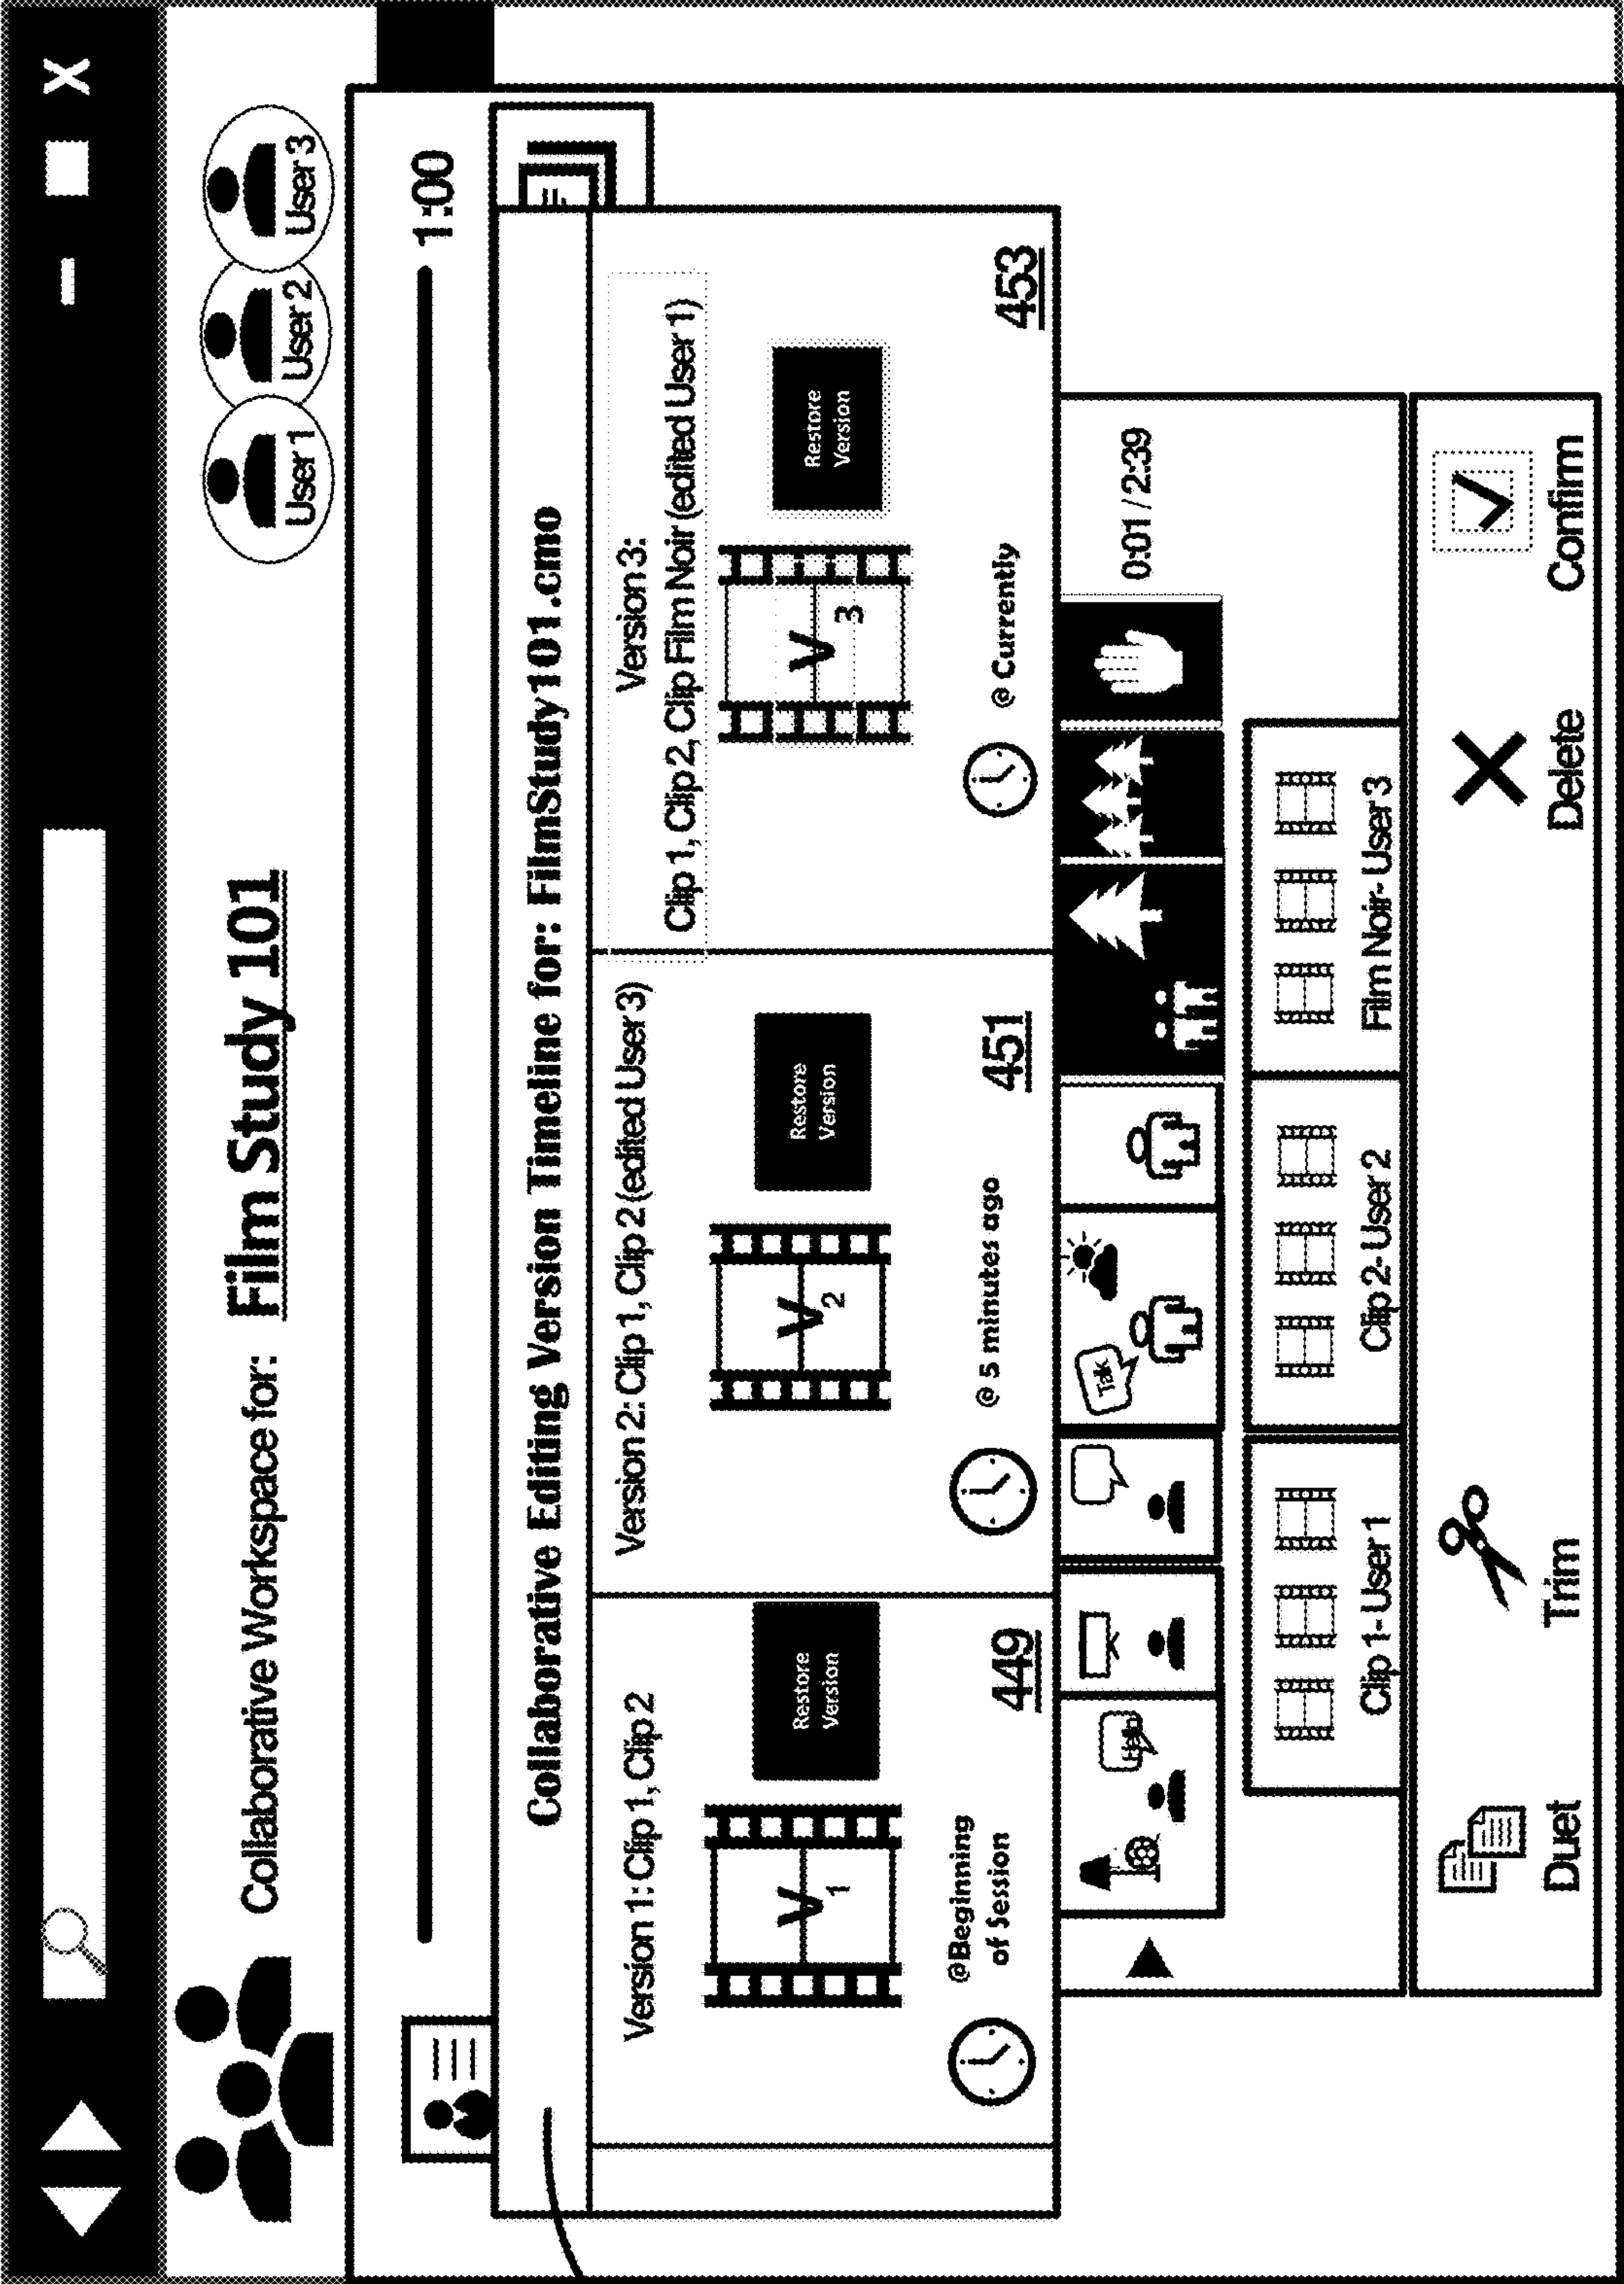 X
Collaborative Workspace for: Film Study 101
User 1
User 2
User 3
1:00
Collaborative Editing Version Timeline for: FilmStudy101.cmo
Version 1: Clip 1, Clip 2
V
1
Restore
Version
@Beginning
of Session
449
Version 2: Clip 1, Clip 2 (edited User 3)
V
2
Restore
Version
@ 5 minutes ago
451
Version 3:
Clip 1, Clip 2, Clip Film Noir (edited User 1)
V
3
Restore
Version
@ Currently
453
Talk
0:01 / 2:39
Clip 1- User 1
Clip 2- User 2
Film Noir- User 3
Duet
Trim
Delete
Confirm